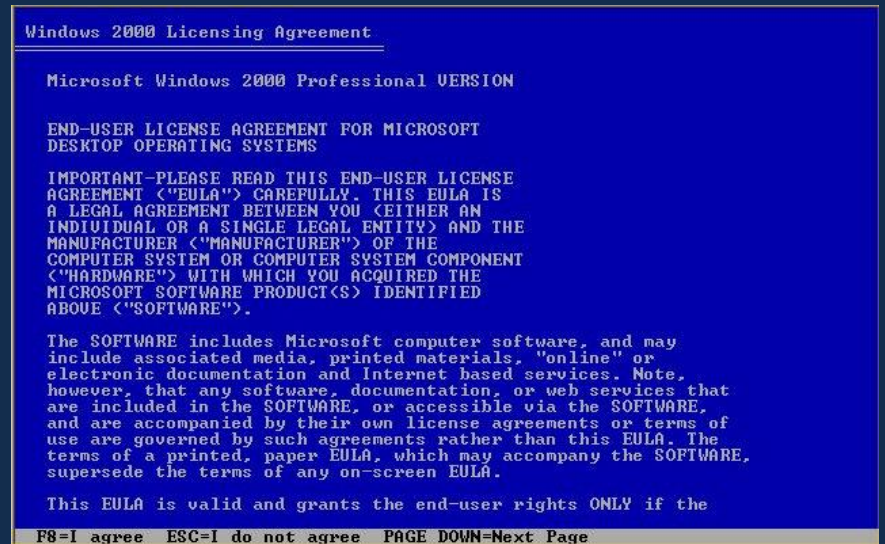 Windows 2000 Licensing Agreement
Microsoft Windows 2000 Professional VERSION
END-USER LICENSE AGREEMENT FOR MICROSOFT
DESKTOP OPERATING SYSTEMS
IMPORTANT-PLEASE READ THIS END-USER LICENSE
AGREEMENT ("EULA") CAREFULLY. THIS EULA IS
A LEGAL AGREEMENT BETWEEN YOU (EITHER AN
INDIVIDUAL OR A SINGLE LEGAL ENTITY) AND THE
MANUFACTURER ("MANUFACTURER") OF THE
COMPUTER SYSTEM OR COMPUTER SYSTEM COMPONENT
("HARDWARE") WITH WHICH YOU ACQUIRED THE
MICROSOFT SOFTWARE PRODUCT(S) IDENTIFIED
ABOVE ("SOFTWARE").
The SOFTWARE includes Microsoft computer software, and may
include associated media, printed materials, "online" or
electronic documentation and Internet based services. Note,
however, that any software, documentation, or web services that
are included in the SOFTWARE, or accessible via the SOFTWARE,
and are accompanied by their own license agreements or terms of
use are governed by such agreements rather than this EULA. The
terms of a printed, paper EULA, which may accompany the SOFTWARE,
supersede the terms of any on-screen EULA.
This EULA is valid and grants the end-user rights ONLY if the
F8=I agree ESC=I do not agree PAGE DOWN=Next Page